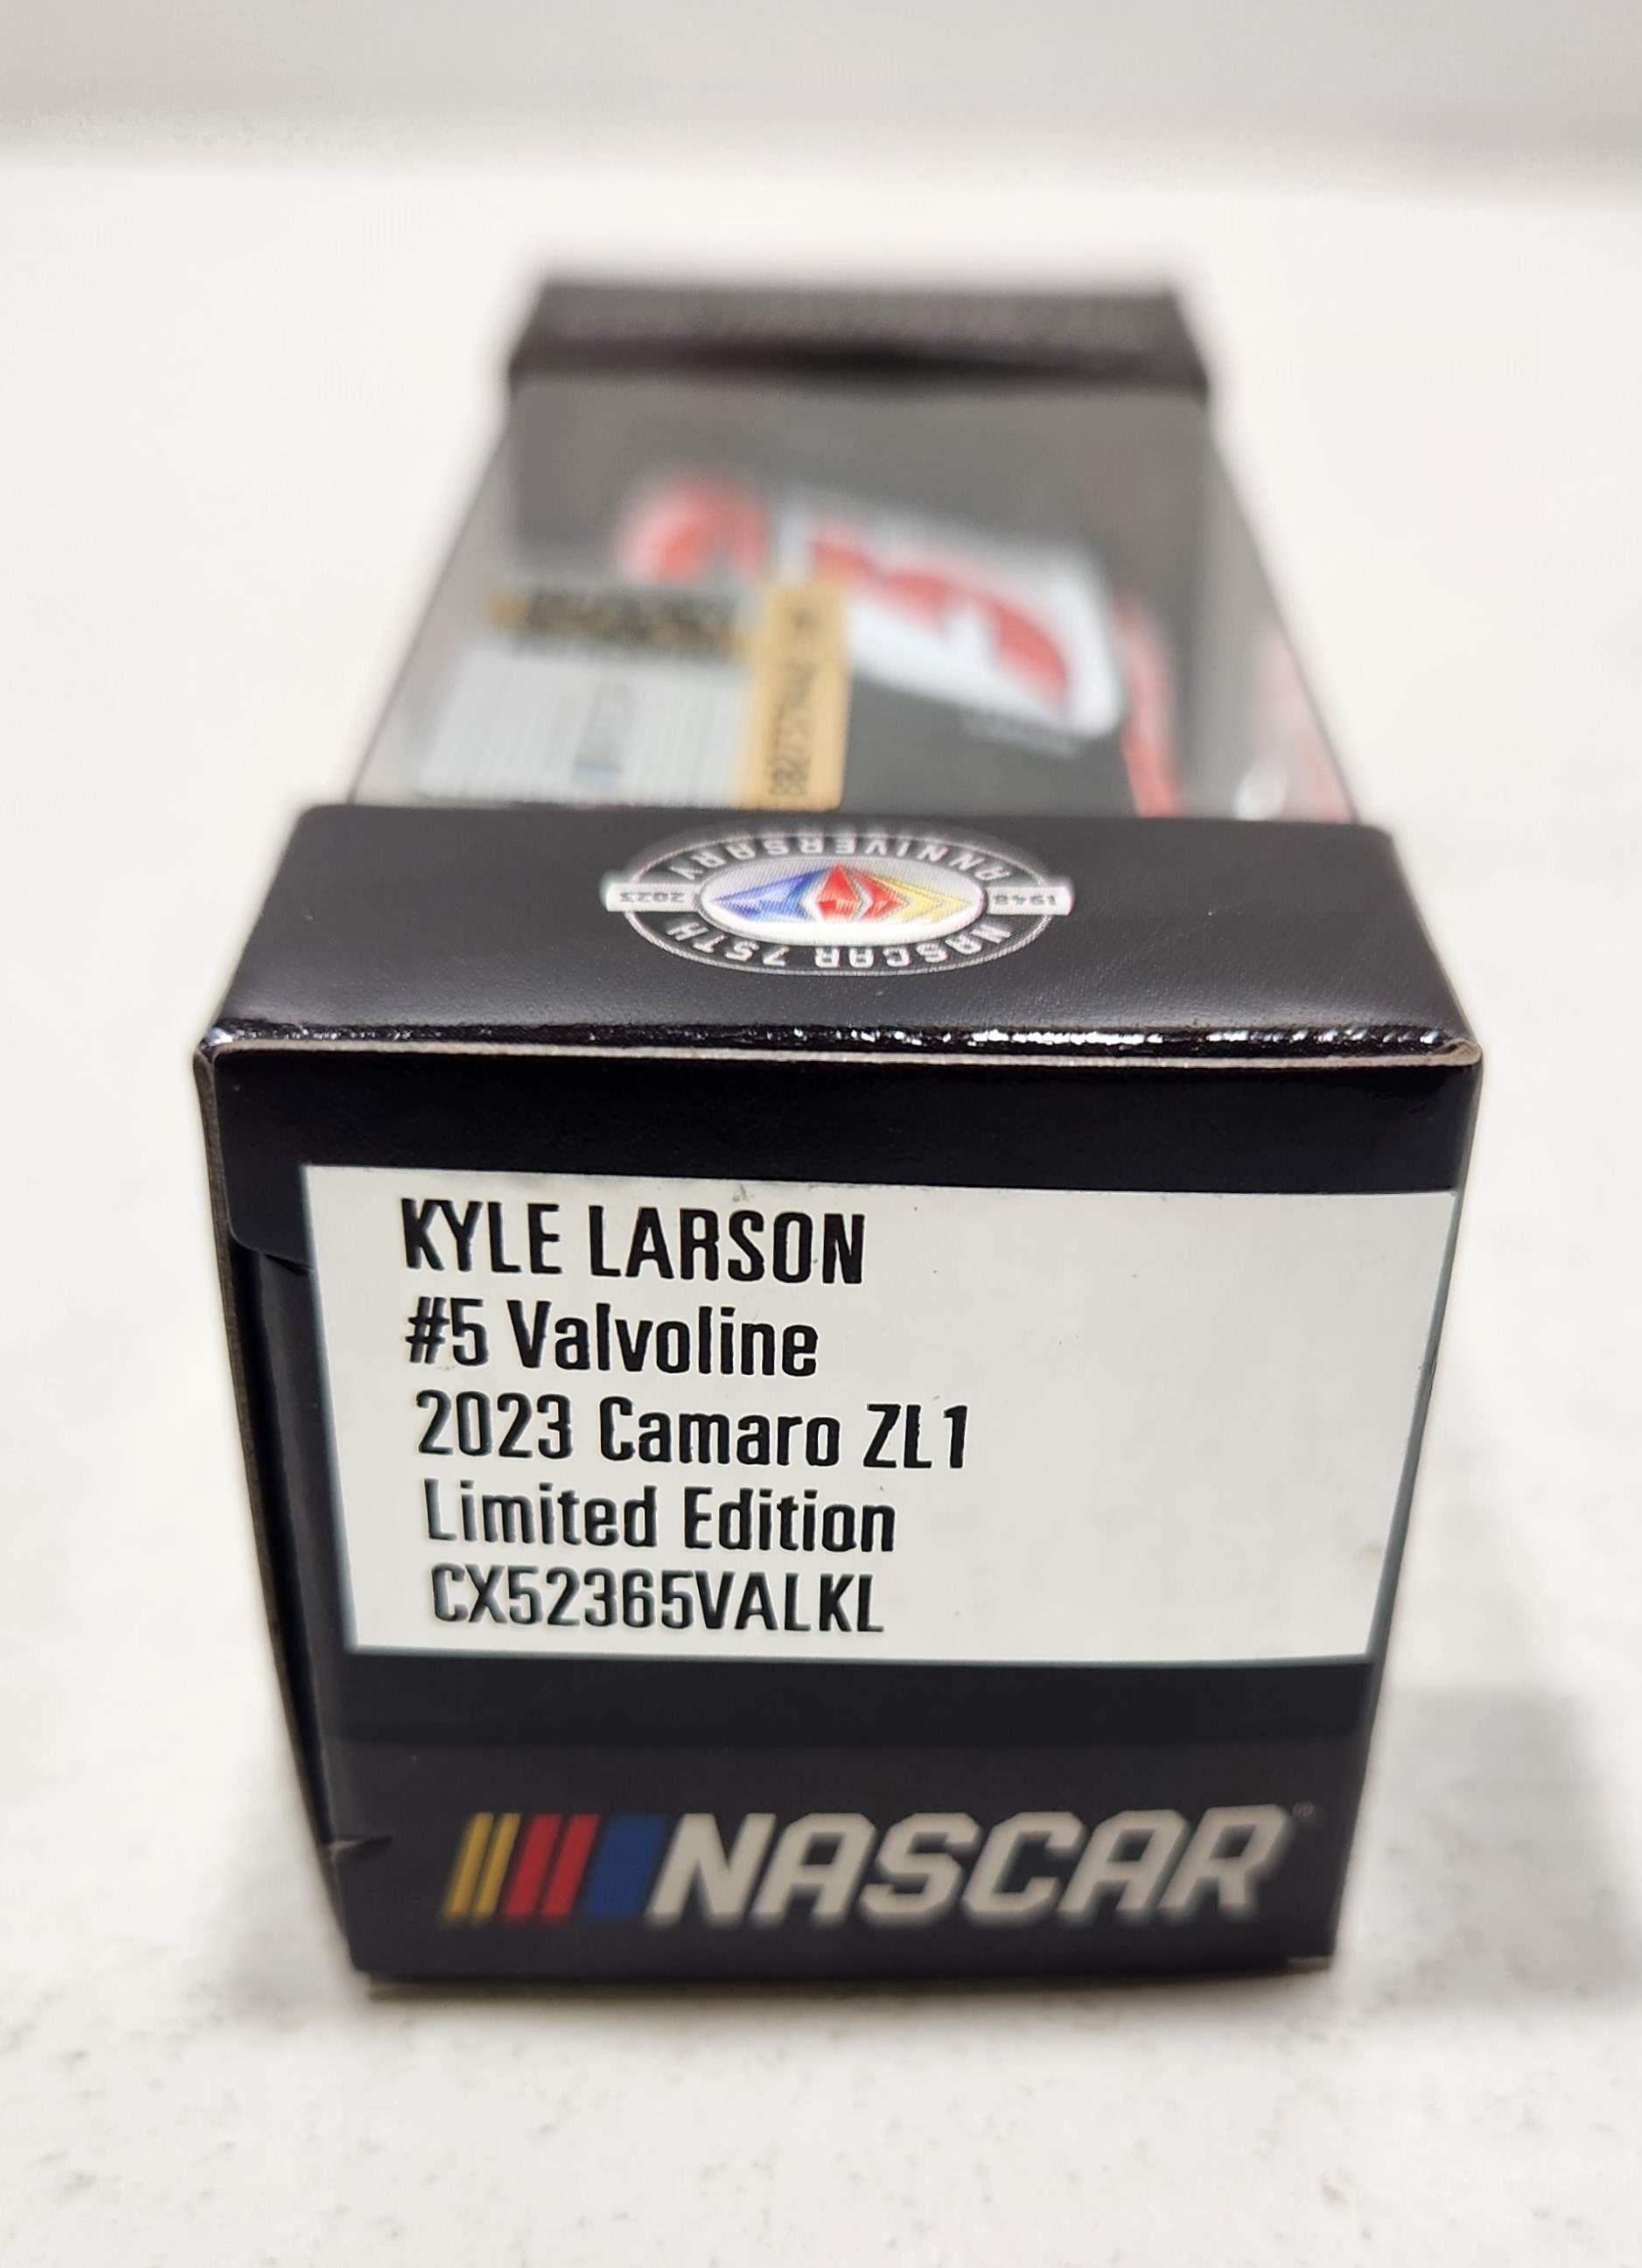 NASCAR 75TH
1948 2023
ANNIVERSARY
KYLE LARSON
#5 Valvoline
2023 Camaro ZL1
Limited Edition
CX52365VALKL
NASCAR